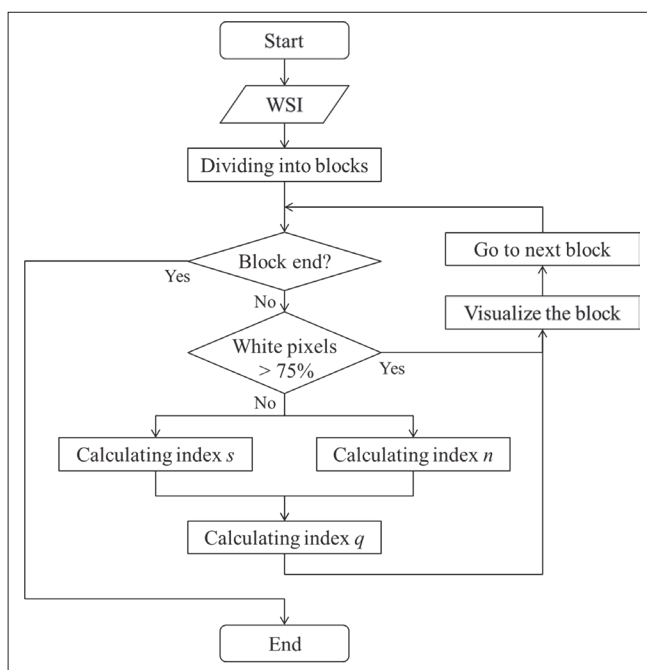 Start
WSI
Dividing into blocks
Go to next block
Block end?
Yes
No
Visualize the block
White pixels
> 75%
Yes
No
Calculating index s
Calculating index n
Calculating index q
End